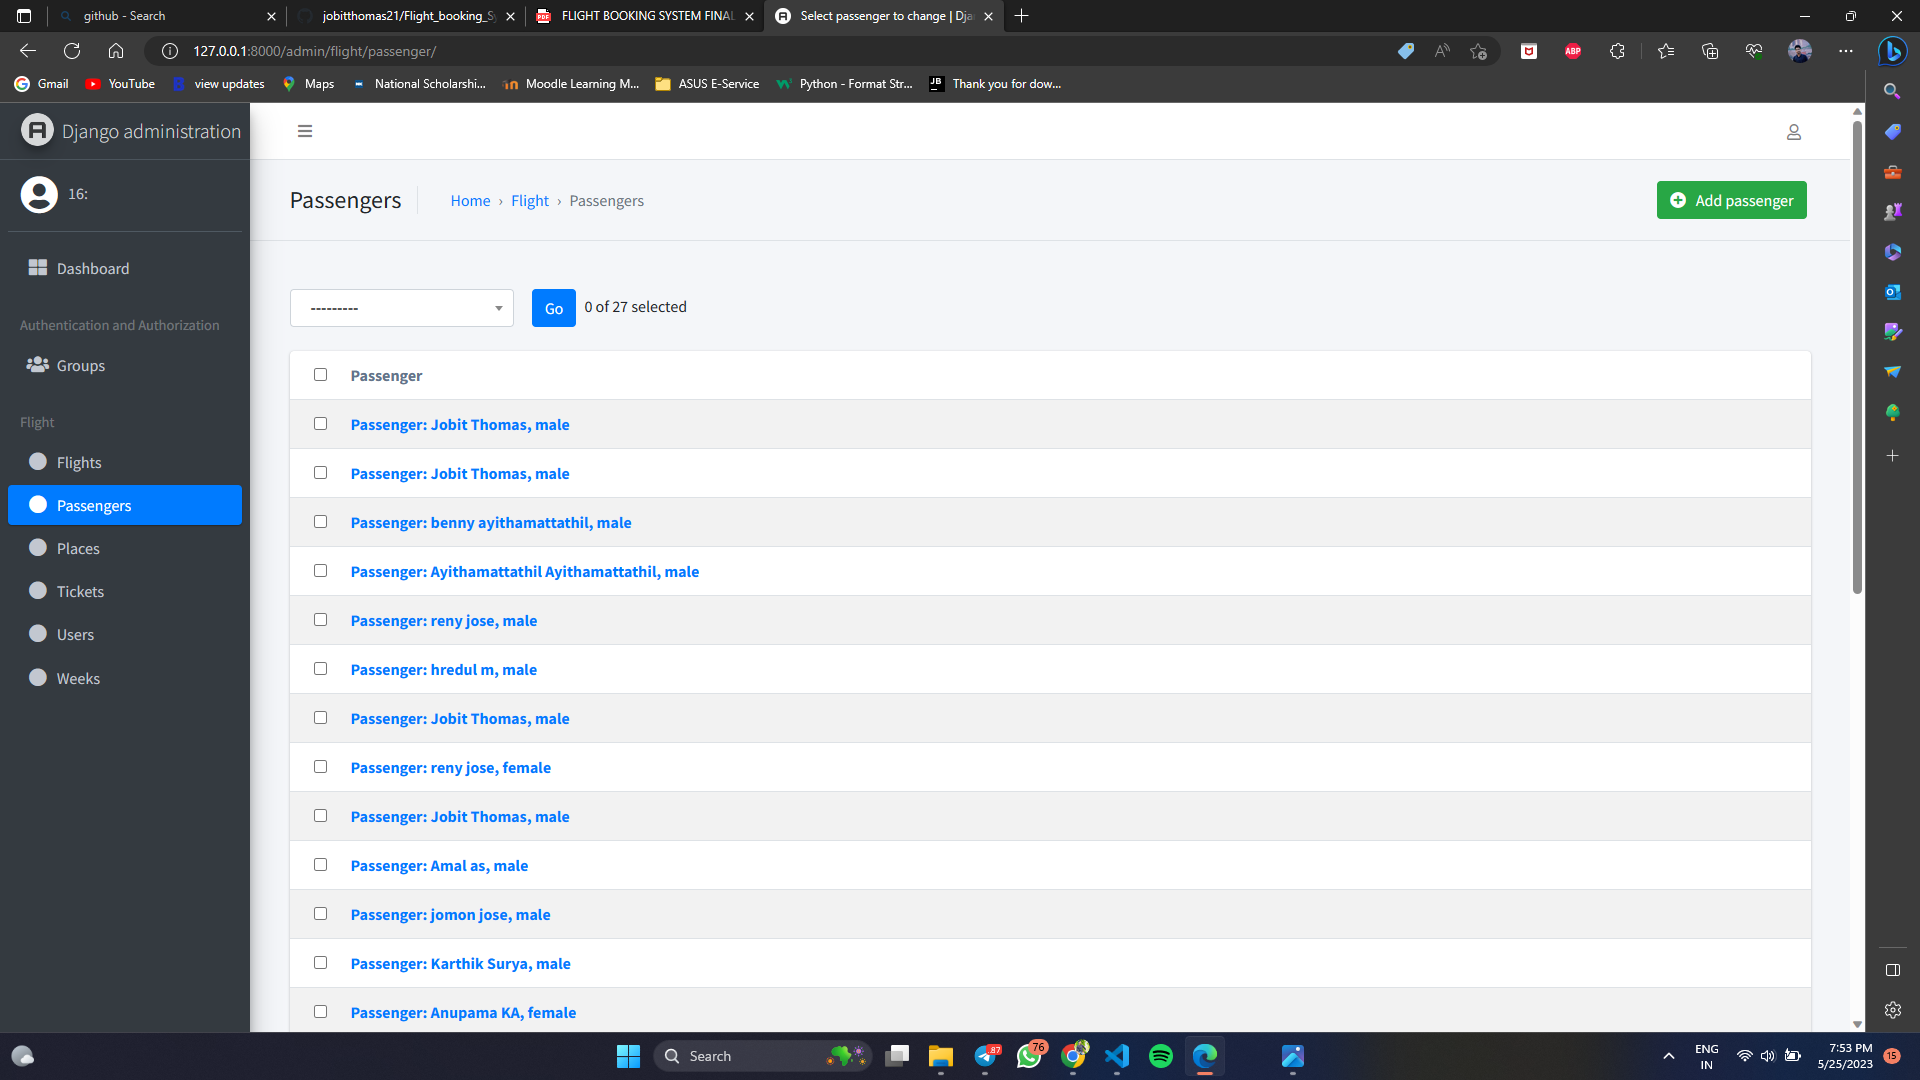 github - Search
jobitthomas21/Flight_booking_S
FLIGHT BOOKING SYSTEM FINAL
Select passenger to change | Dja
127.0.0.1:8000/admin/flight/passenger/
ABP
Gmail
YouTube
view updates
Maps
National Scholarshi...
Moodle Learning M...
ASUS E-Service
Python - Format Str...
Thank you for dow...
Django administration
16:
Dashboard
Authentication and Authorization
Groups
Flight
Flights
Passengers
Places
Tickets
Users
Weeks
Passengers
Home › Flight › Passengers
Add passenger
---------
Go
0 of 27 selected
Passenger
Passenger: Jobit Thomas, male
Passenger: Jobit Thomas, male
Passenger: benny ayithamattathil, male
Passenger: Ayithamattathil Ayithamattathil, male
Passenger: reny jose, male
Passenger: hredul m, male
Passenger: Jobit Thomas, male
Passenger: reny jose, female
Passenger: Jobit Thomas, male
Passenger: Amal as, male
Passenger: jomon jose, male
Passenger: Karthik Surya, male
Passenger: Anupama KA, female
Search
87
76
ENG
IN
7:53 PM
5/25/2023
15